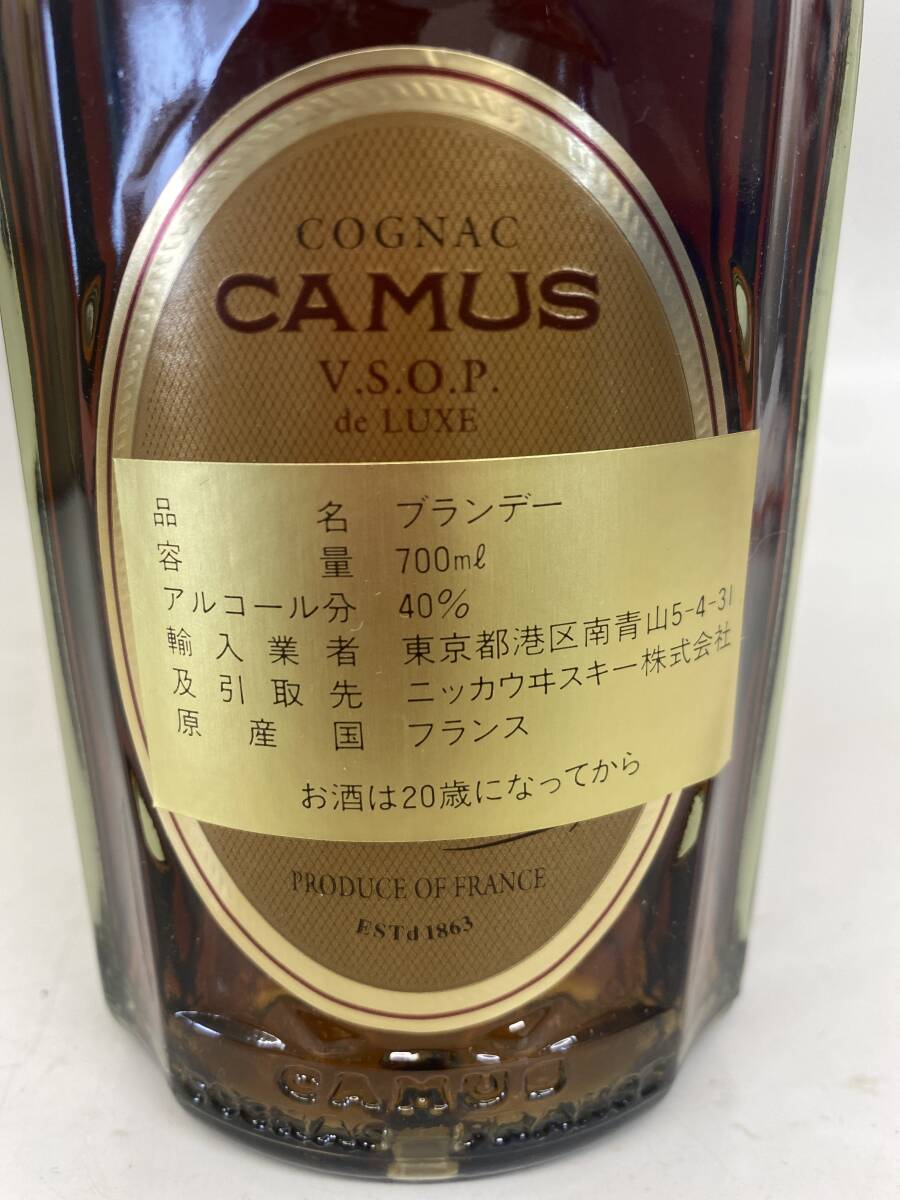 COGNAC
CAMUS
V.S.O.P.
de LUXE
品名 ブランデー
容量 700mℓ
アルコール分 40%
輸入業者 東京都港区南青山5-4-31
及引取先 ニッカウヰスキー株式会社
原産国 フランス
お酒は20歳になってから
PRODUCE OF FRANCE
ESTd 1863
CAMUS